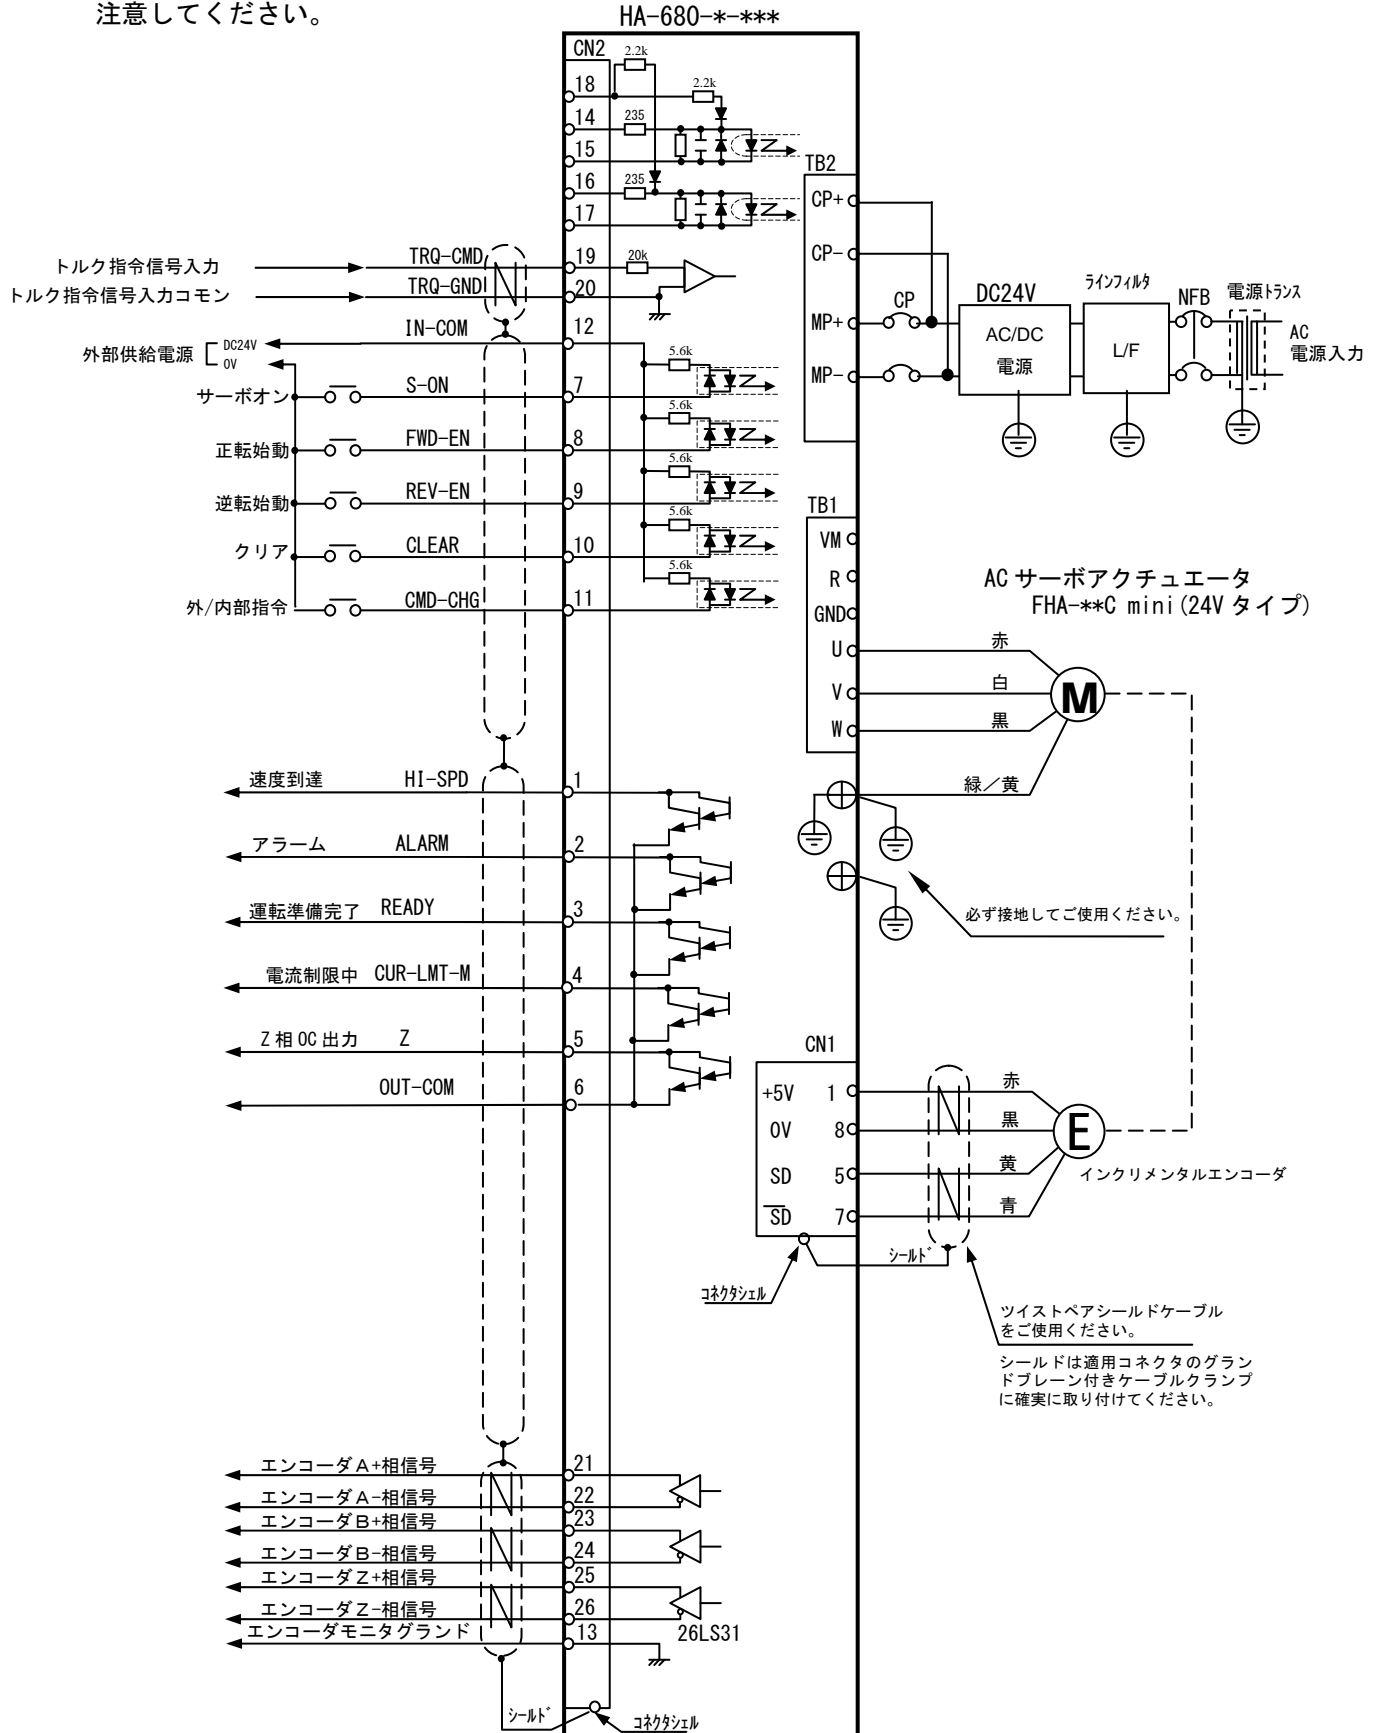 注意してください。
HA-680-*-***
CN2
2.2k
18
2.2k
14
235
15
16
235
17
TB2
CP+
CP-
MP+
MP-
CP
DC24V
AC/DC
電源
ラインフィルタ
L/F
NFB
電源トランス
AC
電源入力
トルク指令信号入力
TRQ-CMD
19
20k
トルク指令信号入力コモン
TRQ-GND
20
外部供給電源
DC24V
0V
IN-COM
12
5.6k
サーボオン
S-ON
7
5.6k
正転始動
FWD-EN
8
5.6k
逆転始動
REV-EN
9
5.6k
クリア
CLEAR
10
5.6k
外/内部指令
CMD-CHG
11
TB1
VM
R
GND
U
V
W
AC サーボアクチュエータ
FHA-**C mini(24V タイプ)
赤
白
黒
緑／黄
M
必ず接地してご使用ください。
速度到達
HI-SPD
1
アラーム
ALARM
2
運転準備完了
READY
3
電流制限中
CUR-LMT-M
4
Z 相 OC 出力
Z
5
OUT-COM
6
CN1
+5V 1
0V 8
SD 5
S̅D̅ 7
赤
黒
黄
青
E
インクリメンタルエンコーダ
シールド
コネクタシェル
ツイストペアシールドケーブル
をご使用ください。
シールドは適用コネクタのグラン
ドブレーン付きケーブルクランプ
に確実に取り付けてください。
エンコーダA+相信号
21
エンコーダA-相信号
22
エンコーダB+相信号
23
エンコーダB-相信号
24
エンコーダZ+相信号
25
エンコーダZ-相信号
26
エンコーダモニタグランド
13
26LS31
シールド
コネクタシェル